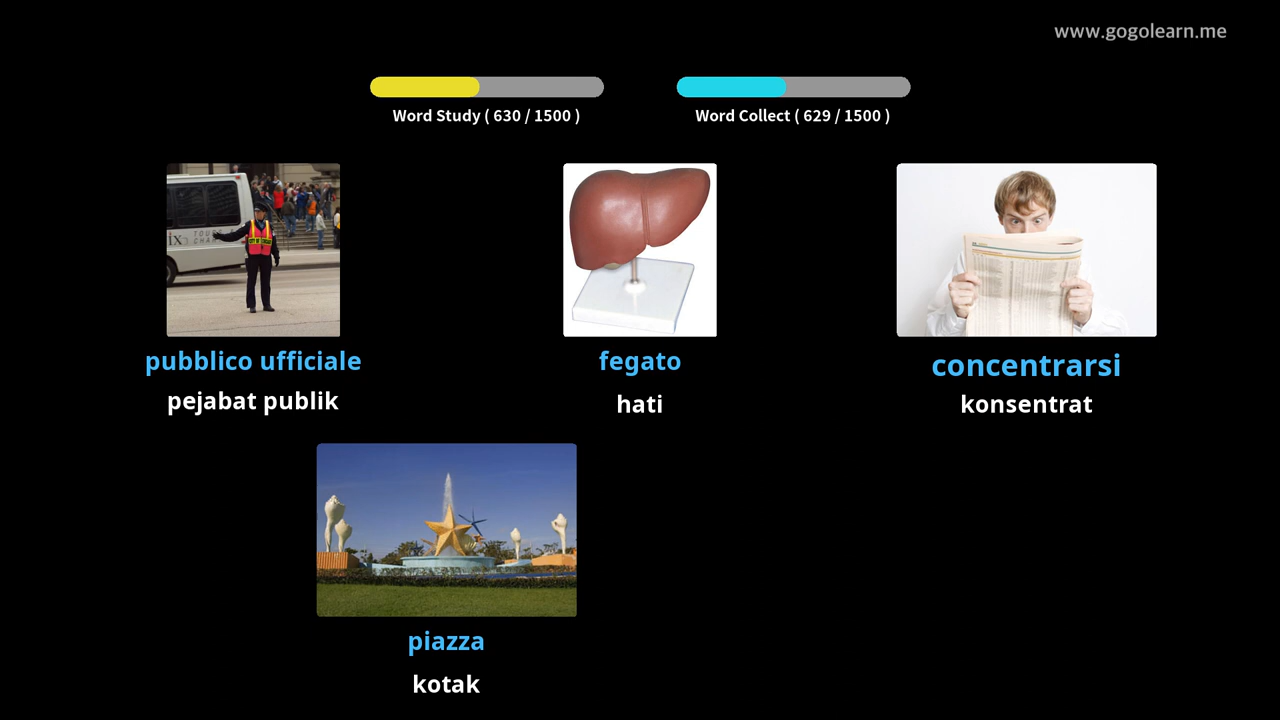 www.gogolearn.me
Word Study ( 630 / 1500 )
Word Collect ( 629 / 1500 )
pubblico ufficiale
pejabat publik
fegato
hati
concentrarsi
konsentrat
piazza
kotak